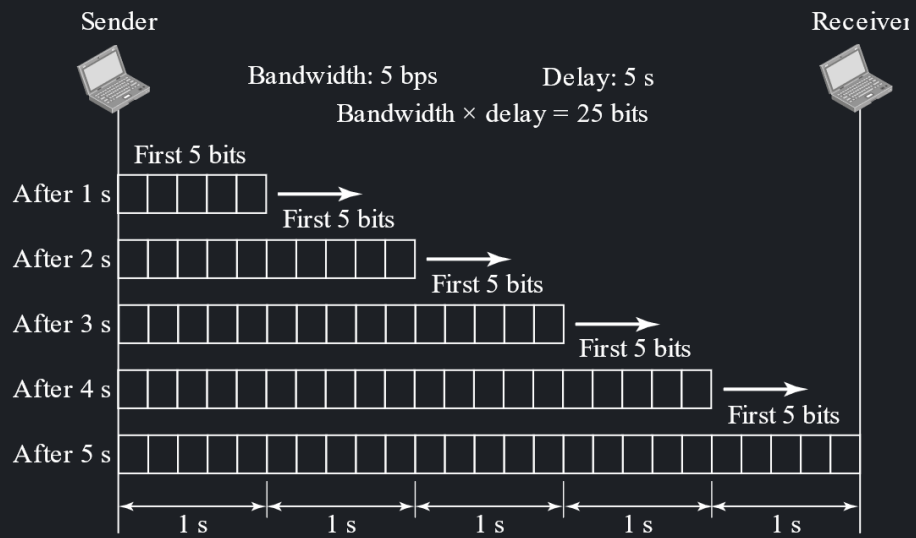 Sender
Receiver
Bandwidth: 5 bps
Delay: 5 s
Bandwidth × delay = 25 bits
First 5 bits
After 1 s
First 5 bits
After 2 s
First 5 bits
After 3 s
First 5 bits
After 4 s
First 5 bits
After 5 s
1 s
1 s
1 s
1 s
1 s